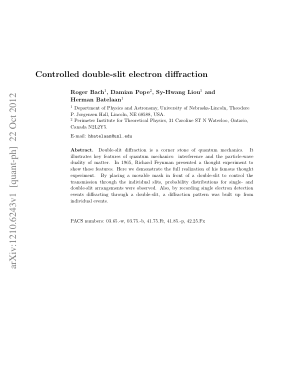 Controlled double-slit electron diffraction
Roger Bach¹, Damian Pope², Sy-Hwang Liou¹ and
Herman Batelaan¹
¹ Department of Physics and Astronomy, University of Nebraska-Lincoln, Theodore
P. Jorgensen Hall, Lincoln, NE 68588, USA.
² Perimeter Institute for Theoretical Physics, 31 Caroline ST N Waterloo, Ontario,
Canada N2L2Y5
E-mail: hbatelaan@unl.edu
Abstract. Double-slit diffraction is a corner stone of quantum mechanics. It
illustrates key features of quantum mechanics: interference and the particle-wave
duality of matter. In 1965, Richard Feynman presented a thought experiment to
show these features. Here we demonstrate the full realization of his famous thought
experiment. By placing a movable mask in front of a double-slit to control the
transmission through the individual slits, probability distributions for single- and
double-slit arrangements were observed. Also, by recording single electron detection
events diffracting through a double-slit, a diffraction pattern was built up from
individual events.
PACS numbers: 03.65.-w, 03.75.-b, 41.75.Fr, 41.85.-p, 42.25.Fx
arXiv:1210.6243v1 [quant-ph] 22 Oct 2012